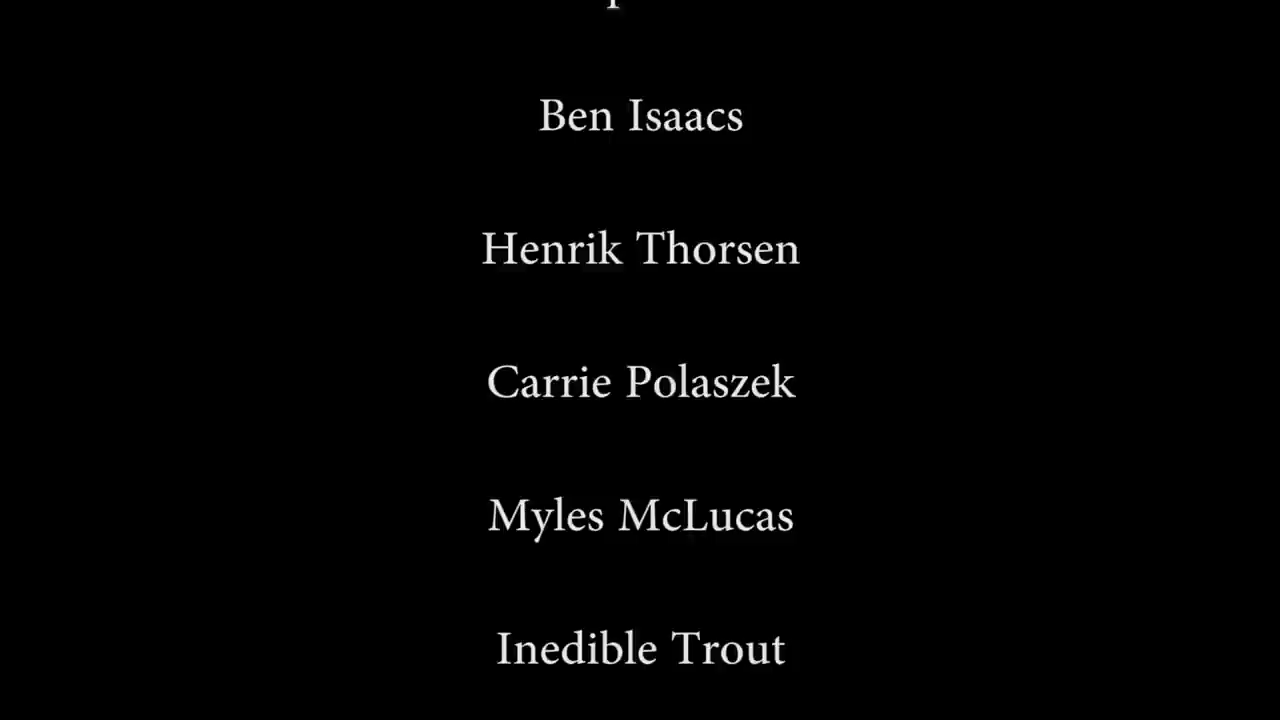 Ben Isaacs
Henrik Thorsen
Carrie Polaszek
Myles McLucas
Inedible Trout